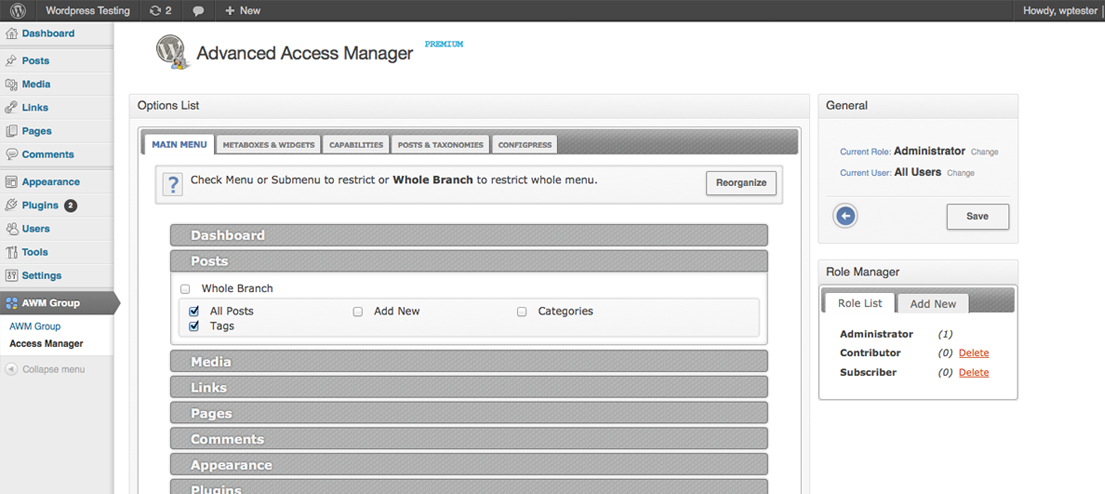 Wordpress Testing 2 + New Howdy, wptester
Dashboard
Posts
Media
Links
Pages
Comments
Appearance
Plugins 2
Users
Tools
Settings
AWM Group
AWM Group
Access Manager
Collapse menu
Advanced Access Manager PREMIUM
Options List
MAIN MENU METABOXES & WIDGETS CAPABILITIES POSTS & TAXONOMIES CONFIGPRESS
? Check Menu or Submenu to restrict or Whole Branch to restrict whole menu. Reorganize
Dashboard
Posts
Whole Branch
All Posts Add New Categories
Tags
Media
Links
Pages
Comments
Appearance
Plugins
General
Current Role: Administrator Change
Current User: All Users Change
Save
Role Manager
Role List Add New
Administrator (1)
Contributor (0) Delete
Subscriber (0) Delete